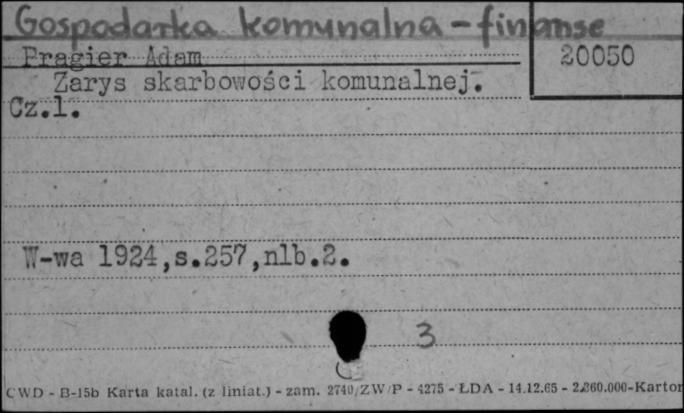 Gospodarka komunalna - finanse
Pragier Adam 20050
Zarys skarbowości komunalnej.
Cz.1.
W-wa 1924,s.257,nlb.2.
3
CWD - B-15b Karta katal. (z liniat.) - zam. 2740/ZW/P - 4275 - ŁDA - 14.12.65 - 2.860.000-Karton